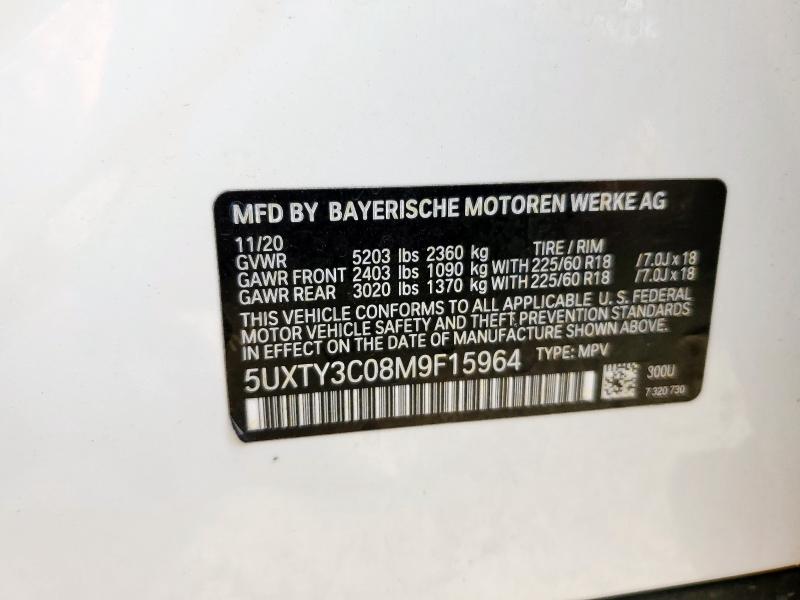 MFD BY BAYERISCHE MOTOREN WERKE AG
11/20
GVWR 5203 lbs 2360 kg TIRE / RIM
GAWR FRONT 2403 lbs 1090 kg WITH 225/60 R18 /7.0J x 18
GAWR REAR 3020 lbs 1370 kg WITH 225/60 R18 /7.0J x 18
THIS VEHICLE CONFORMS TO ALL APPLICABLE U. S. FEDERAL
MOTOR VEHICLE SAFETY AND THEFT PREVENTION STANDARDS
IN EFFECT ON THE DATE OF MANUFACTURE SHOWN ABOVE.
5UXTY3C08M9F15964 TYPE: MPV
300U
7 320 730